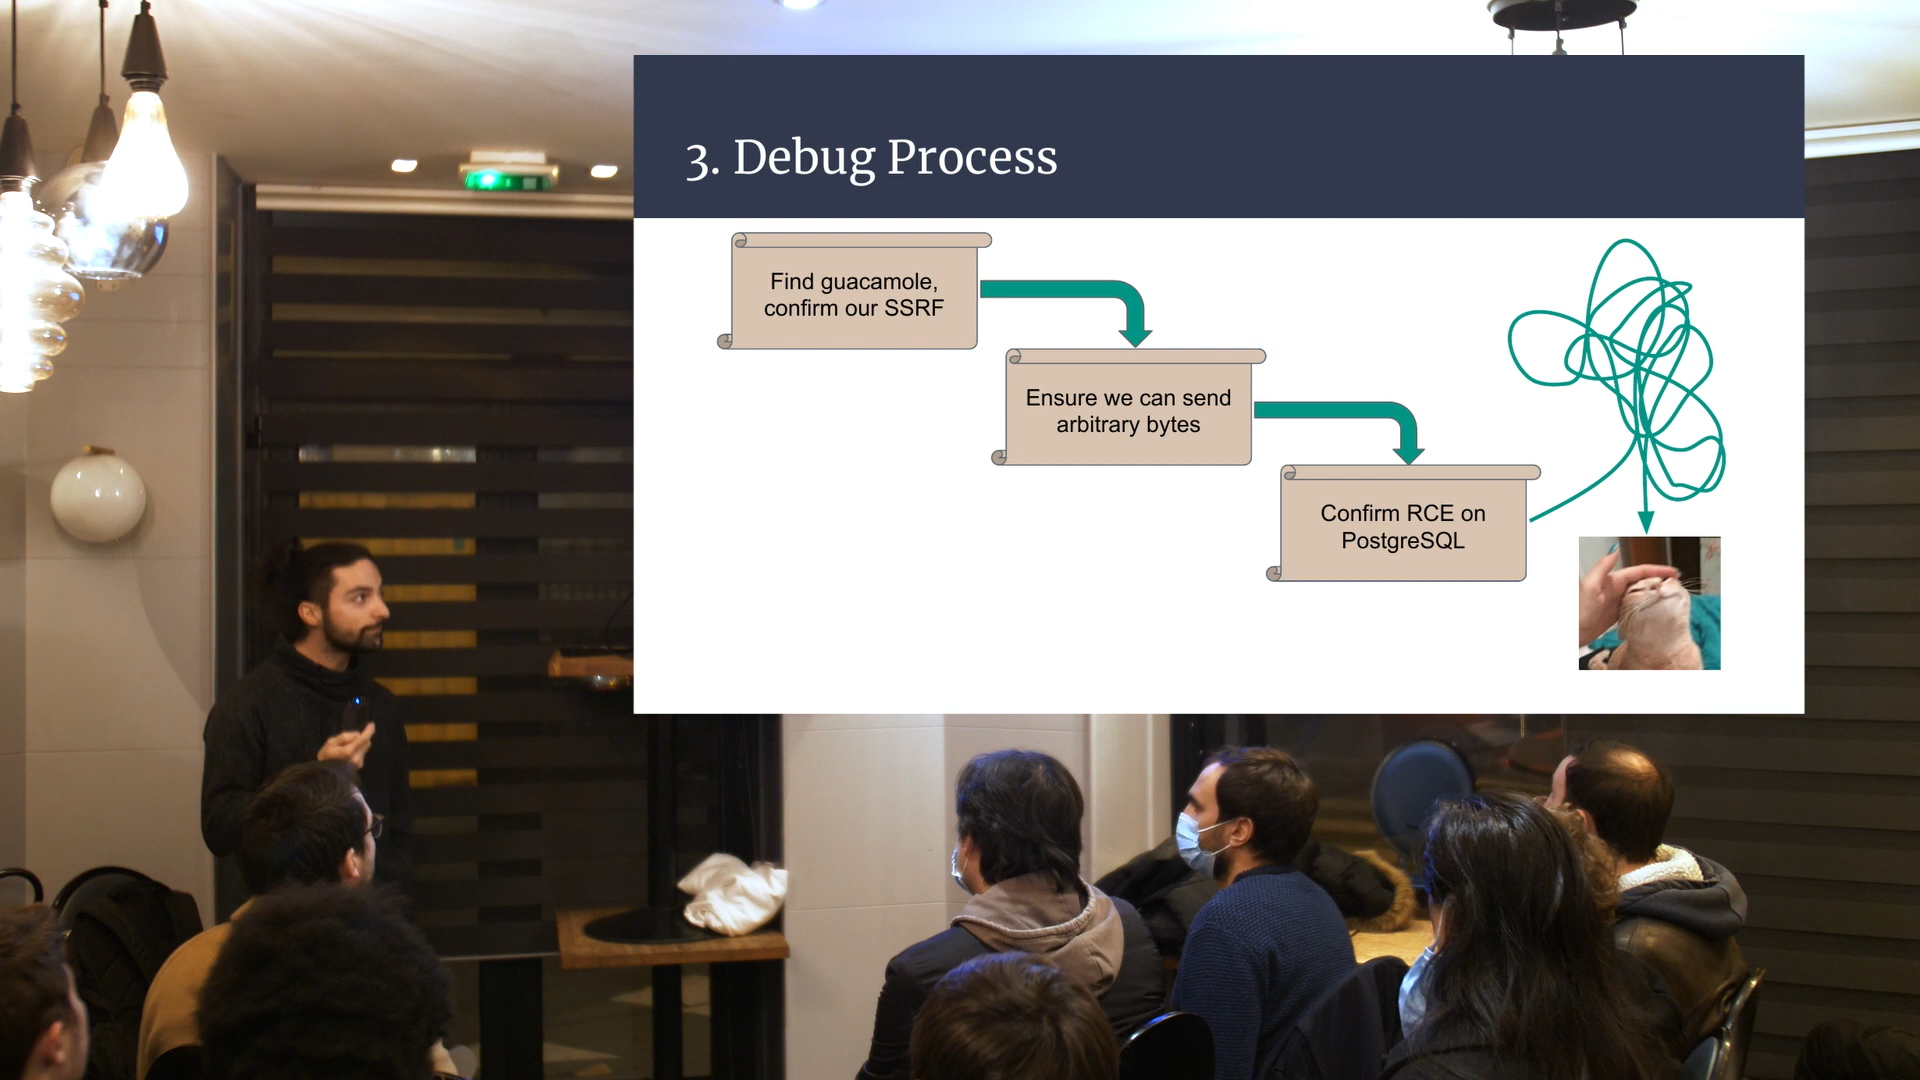 3. Debug Process
Find guacamole,
confirm our SSRF
Ensure we can send
arbitrary bytes
Confirm RCE on
PostgreSQL